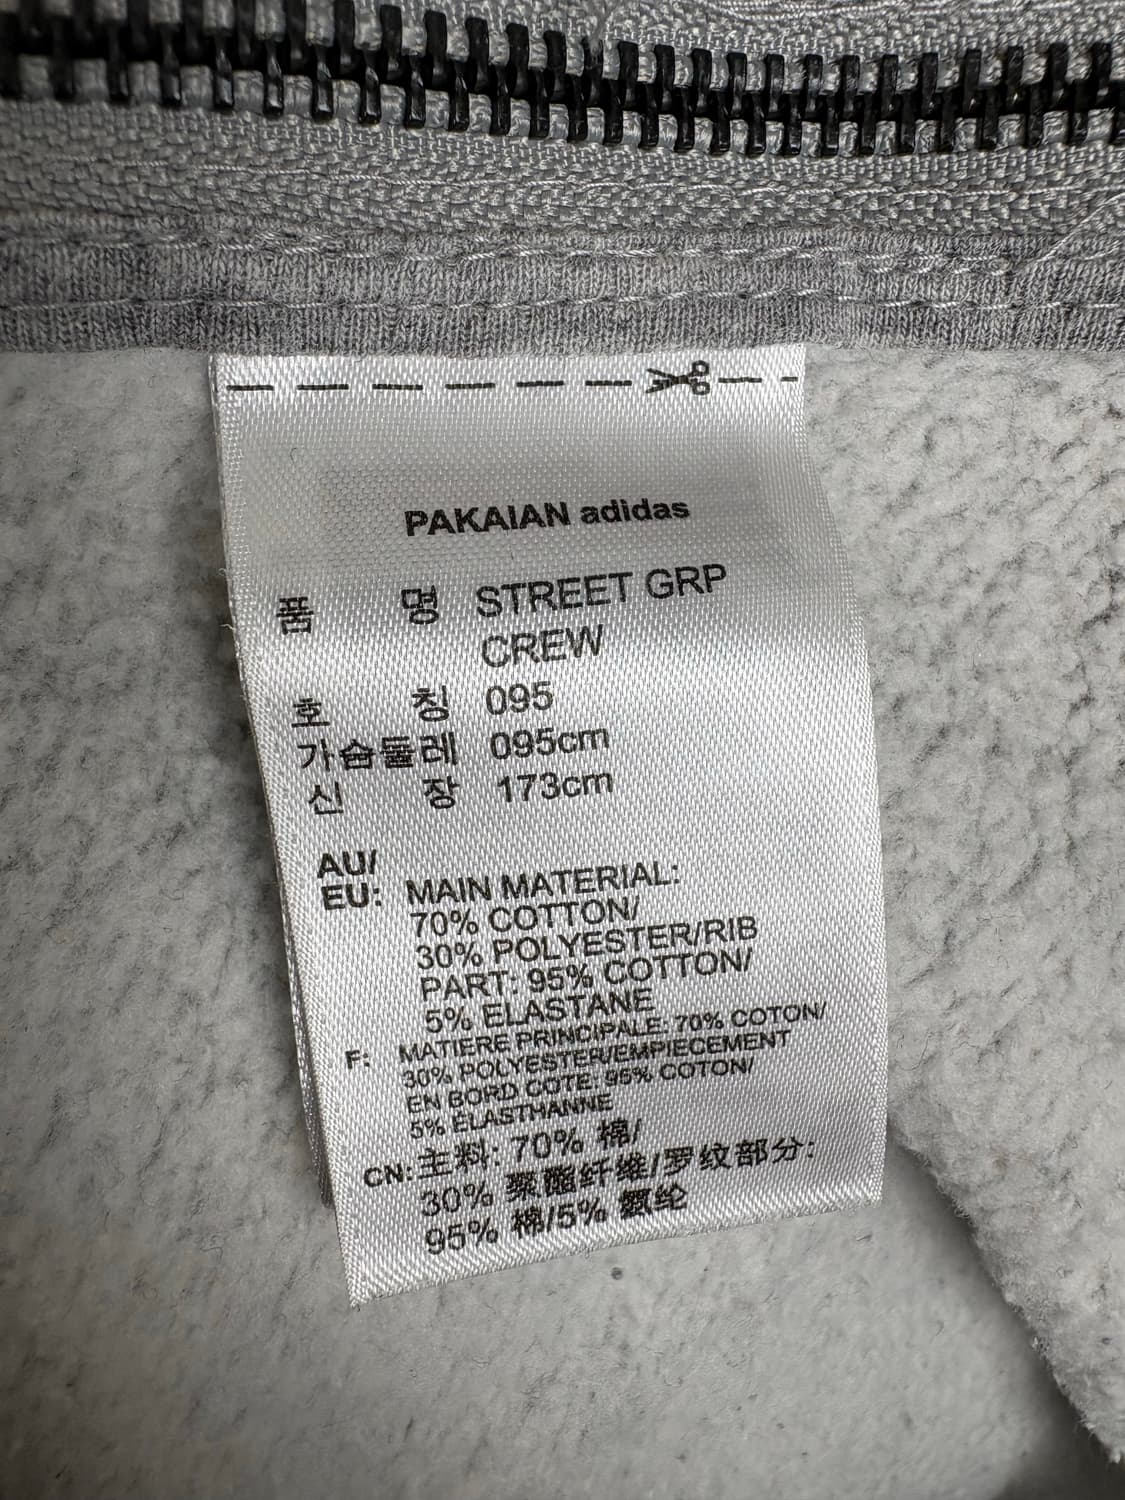 PAKAIAN adidas
품 명 STREET GRP
CREW
호 칭 095
가슴둘레 095cm
신 장 173cm
AU/
EU: MAIN MATERIAL:
70% COTTON/
30% POLYESTER/RIB
PART: 95% COTTON/
5% ELASTANE
F: MATIERE PRINCIPALE: 70% COTON/
30% POLYESTER/EMPIECEMENT
EN BORD COTE: 95% COTON/
5% ELASTHANNE
CN: 主料: 70% 棉/
30% 聚酯纤维/罗纹部分:
95% 棉/5% 氨纶